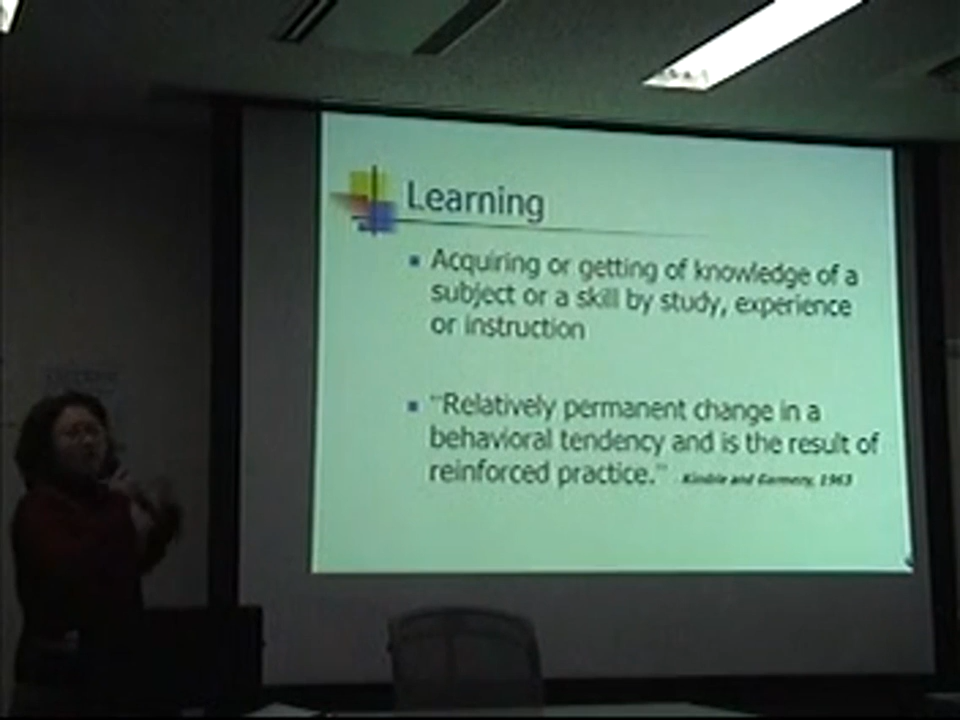 Learning
Acquiring or getting of knowledge of a
subject or a skill by study, experience
or instruction
"Relatively permanent change in a
behavioral tendency and is the result of
reinforced practice." Kimble and Garmezy, 1963